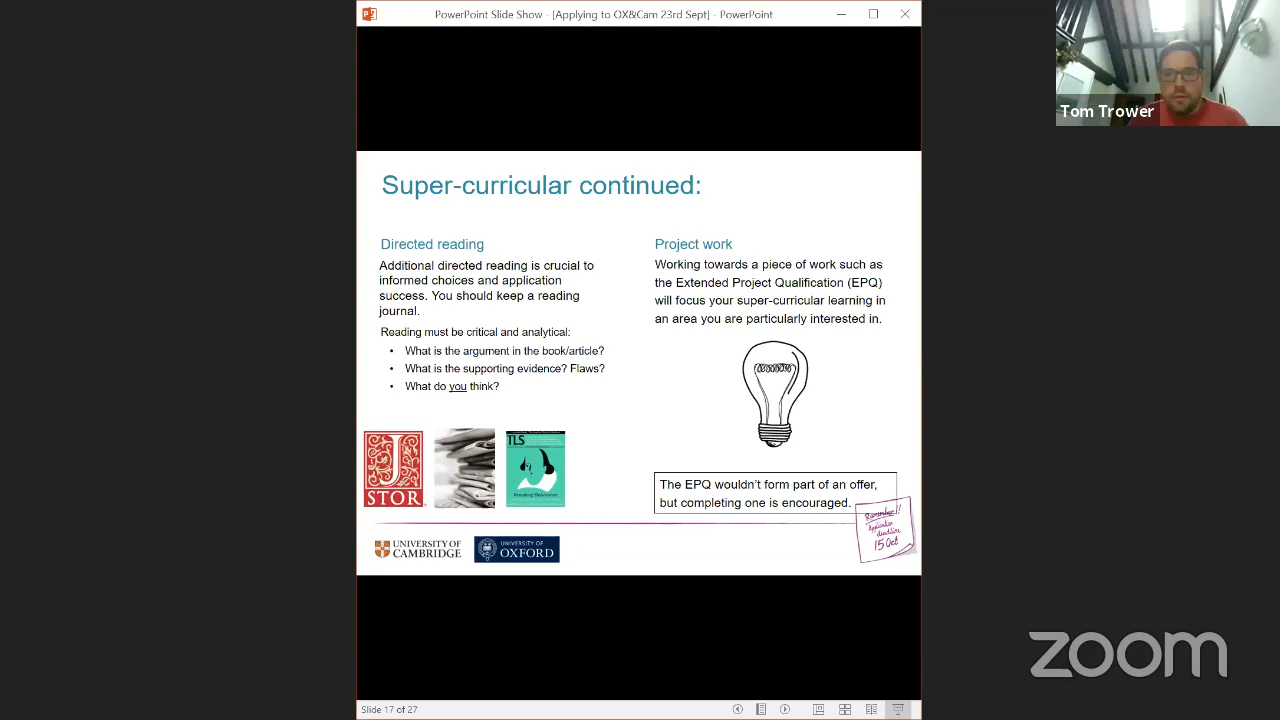 PowerPoint Slide Show - [Applying to OX&Cam 23rd Sept] - PowerPoint
Tom Trower
Super-curricular continued:
Directed reading
Additional directed reading is crucial to
informed choices and application
success. You should keep a reading
journal.
Reading must be critical and analytical:
• What is the argument in the book/article?
• What is the supporting evidence? Flaws?
• What do you think?
Project work
Working towards a piece of work such as
the Extended Project Qualification (EPQ)
will focus your super-curricular learning in
an area you are particularly interested in.
J
STOR
TLS
The EPQ wouldn't form part of an offer,
but completing one is encouraged.
Remember!!
Application
deadline
15 Oct
UNIVERSITY OF
CAMBRIDGE
UNIVERSITY OF
OXFORD
zoom
Slide 17 of 27